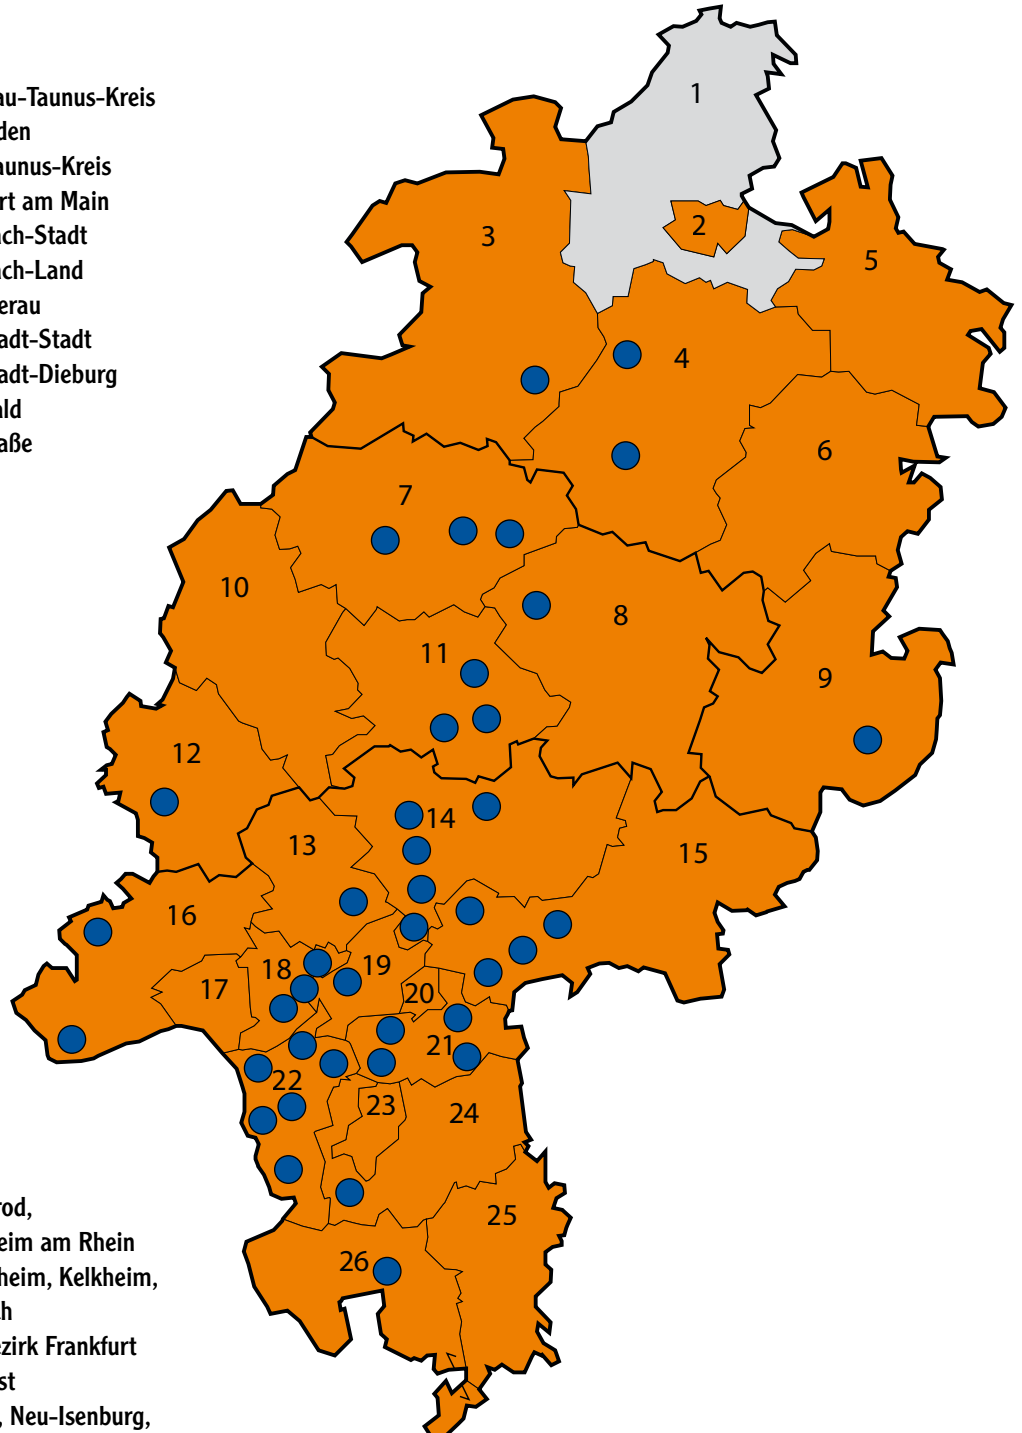 au-Taunus-Kreis
den
aunus-Kreis
rt am Main
ach-Stadt
ach-Land
erau
adt-Stadt
adt-Dieburg
ald
aße
1
2
3
5
4
6
7
10
8
11
9
12
14
13
15
16
18
19
17
20
21
22
23
24
25
26
rod,
eim am Rhein
heim, Kelkheim,
h
ezirk Frankfurt
st
, Neu-Isenburg,